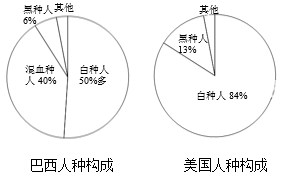 黑种人
6%
其他
混血种
人 40%
白种人
50%多
巴西人种构成
其他
黑种人
13%
白种人 84%
美国人种构成